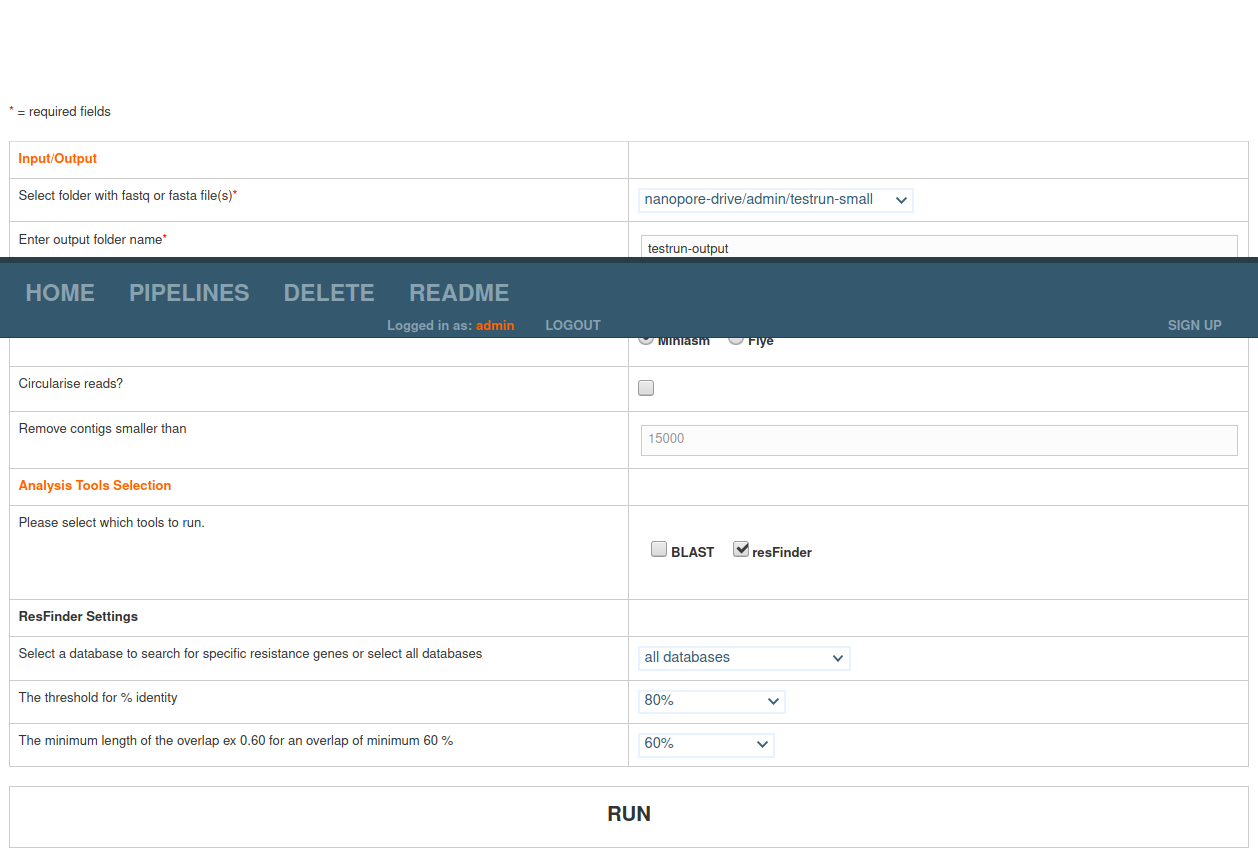 * = required fields
Input/Output
Select folder with fastq or fasta file(s)* nanopore-drive/admin/testrun-small
Enter output folder name* testrun-output
HOME PIPELINES DELETE README
Logged in as: admin LOGOUT SIGN UP
Miniasm Flye
Circularise reads?
Remove contigs smaller than 15000
Analysis Tools Selection
Please select which tools to run.
BLAST resFinder
ResFinder Settings
Select a database to search for specific resistance genes or select all databases all databases
The threshold for % identity 80%
The minimum length of the overlap ex 0.60 for an overlap of minimum 60 % 60%
RUN